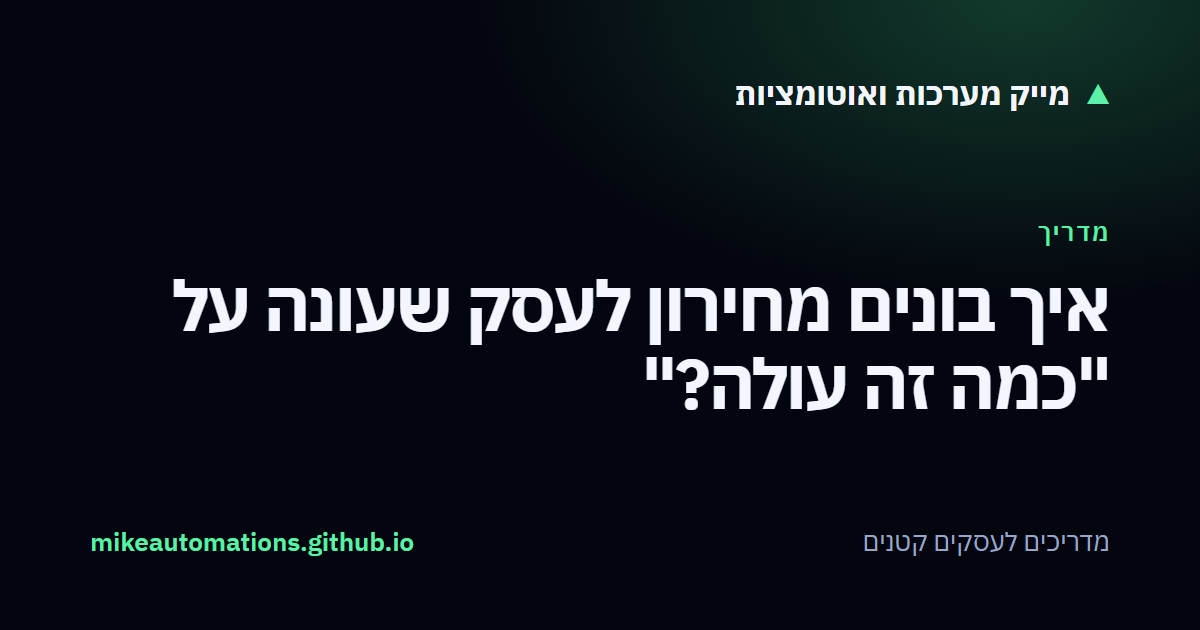 ▲ מייק מערכות ואוטומציות
מדריך
איך בונים מחירון לעסק שעונה על
"כמה זה עולה?"
מדריכים לעסקים קטנים
mikeautomations.github.io